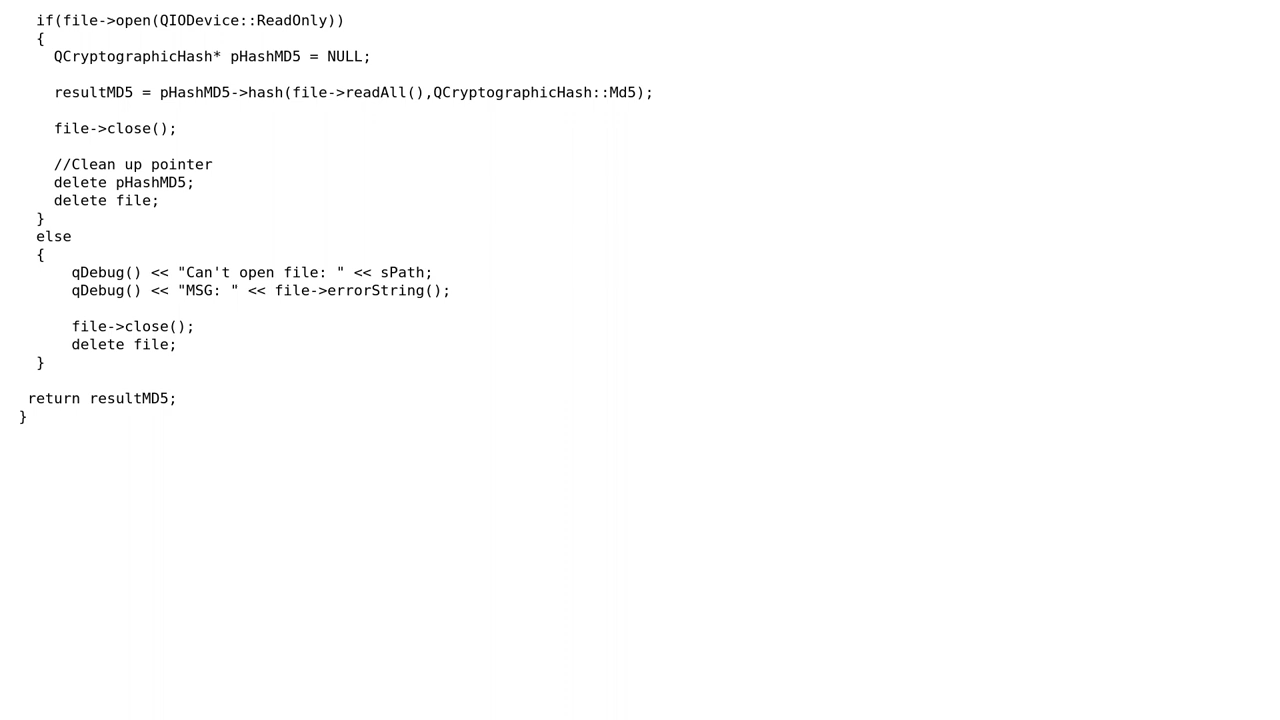 if(file->open(QIODevice::ReadOnly))
{
QCryptographicHash* pHashMD5 = NULL;
resultMD5 = pHashMD5->hash(file->readAll(),QCryptographicHash::Md5);
file->close();
//Clean up pointer
delete pHashMD5;
delete file;
}
else
{
qDebug() << "Can't open file: " << sPath;
qDebug() << "MSG: " << file->errorString();
file->close();
delete file;
}
return resultMD5;
}